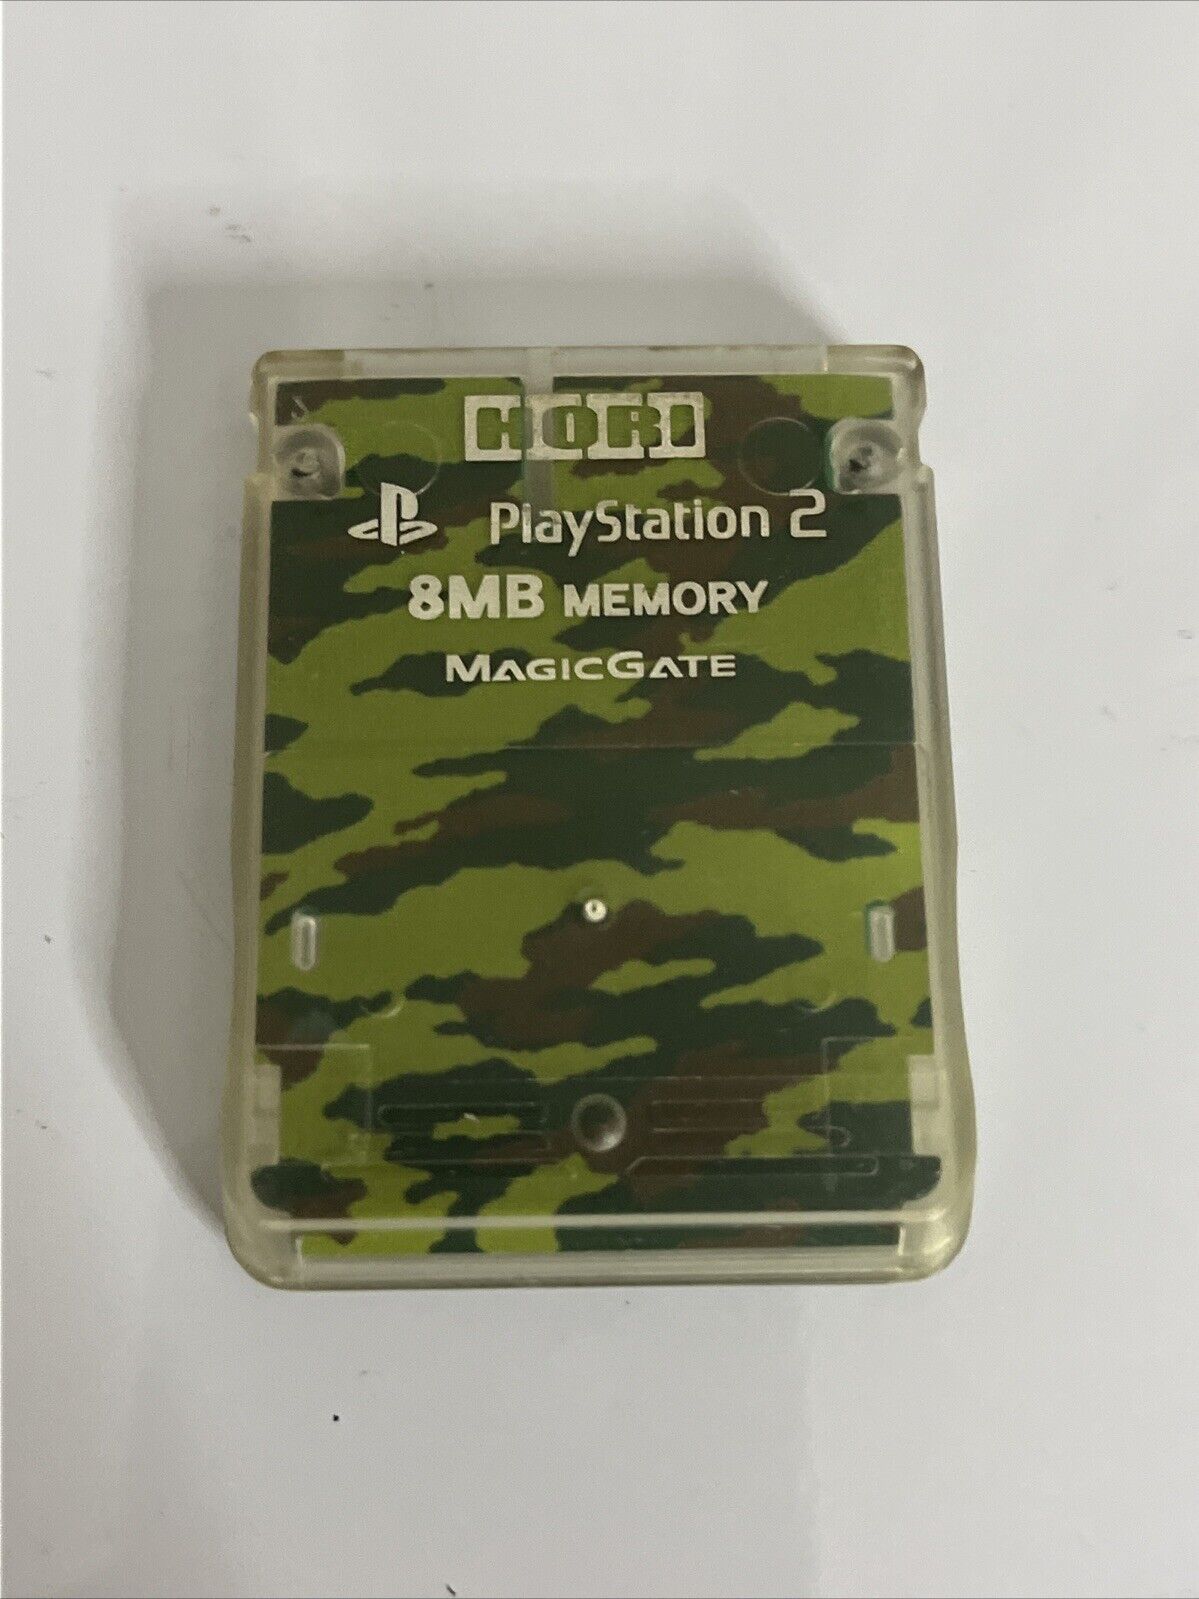 HORI
PlayStation 2
8MB MEMORY
MAGICGATE